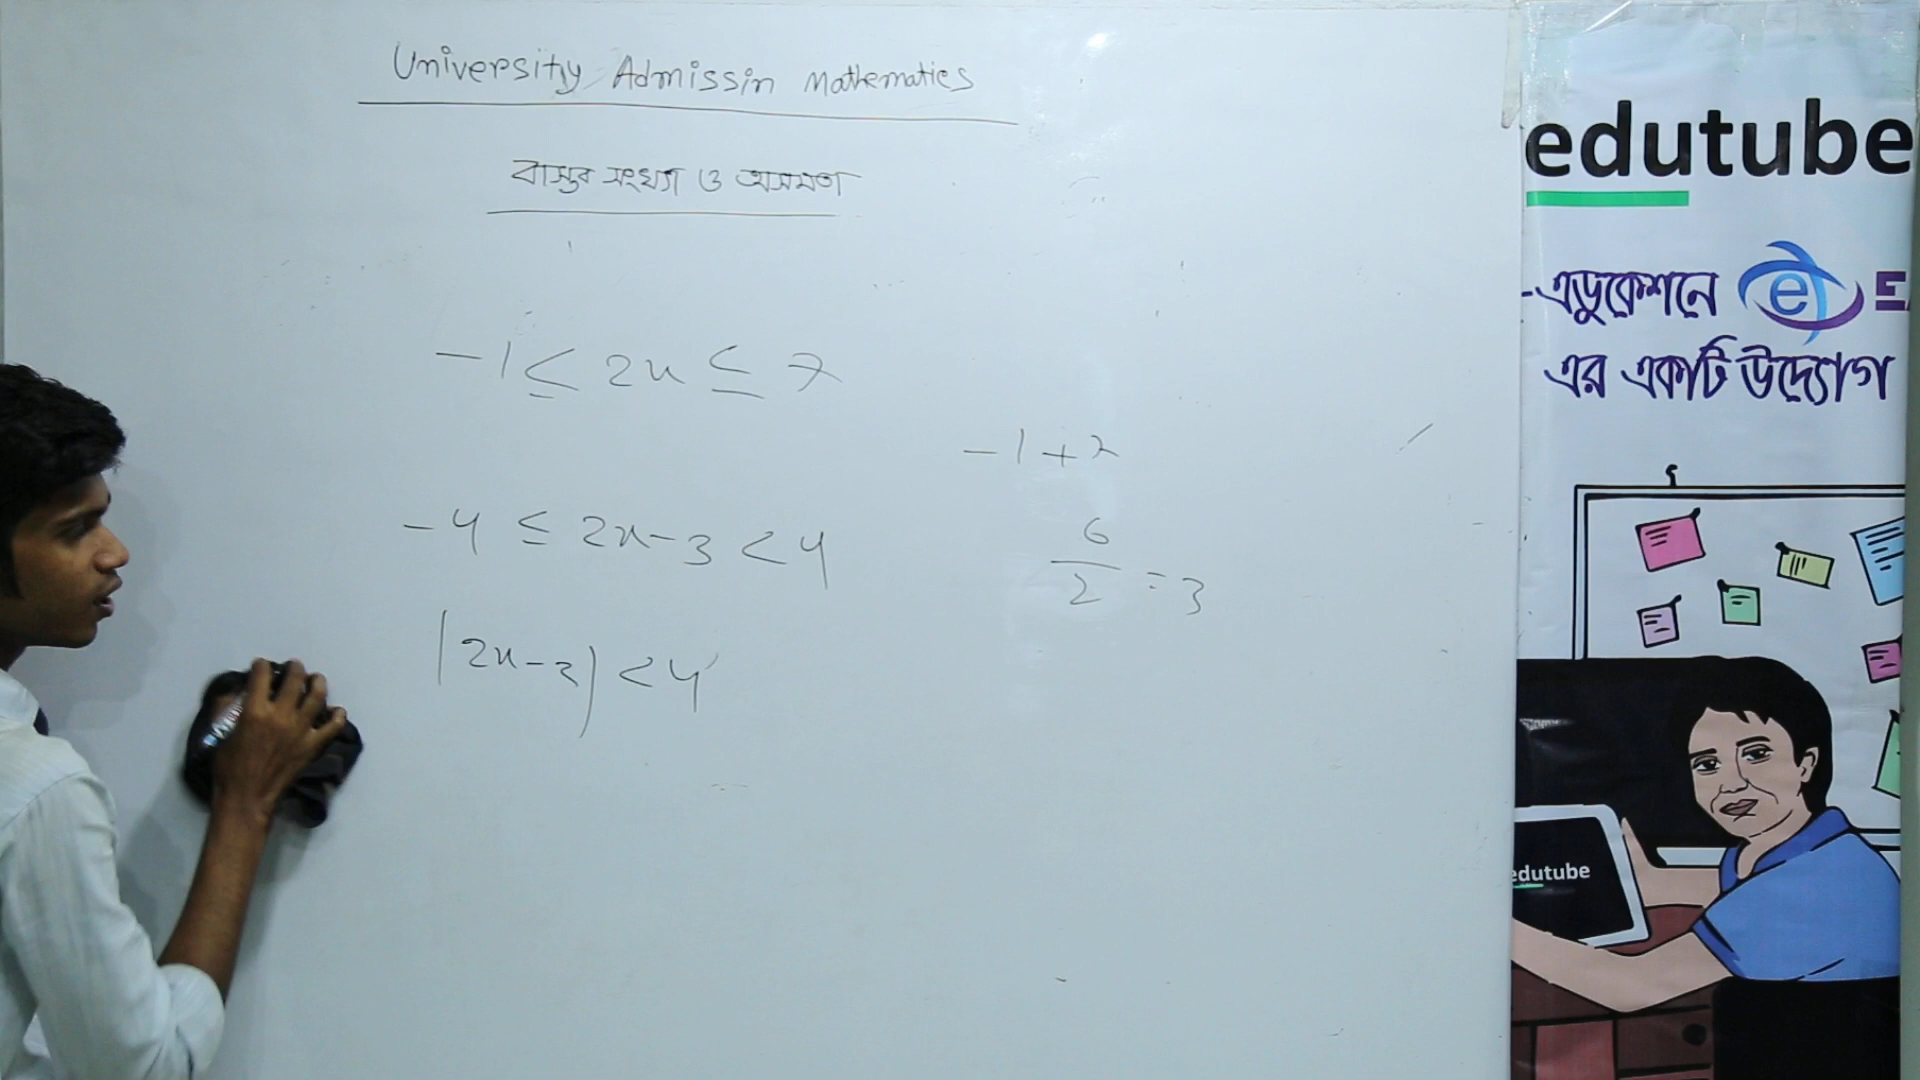 University Admissin Mathematics
বাস্তব সংখ্যা ও অসমতা
-1 ≤ 2x ≤ 7
-1+7
-4 ≤ 2x-3 < 4
6/2 = 3
|2x-3| < 4
edutube
-এডুকেশনে e
এর একটি উদ্যোগ
edutube